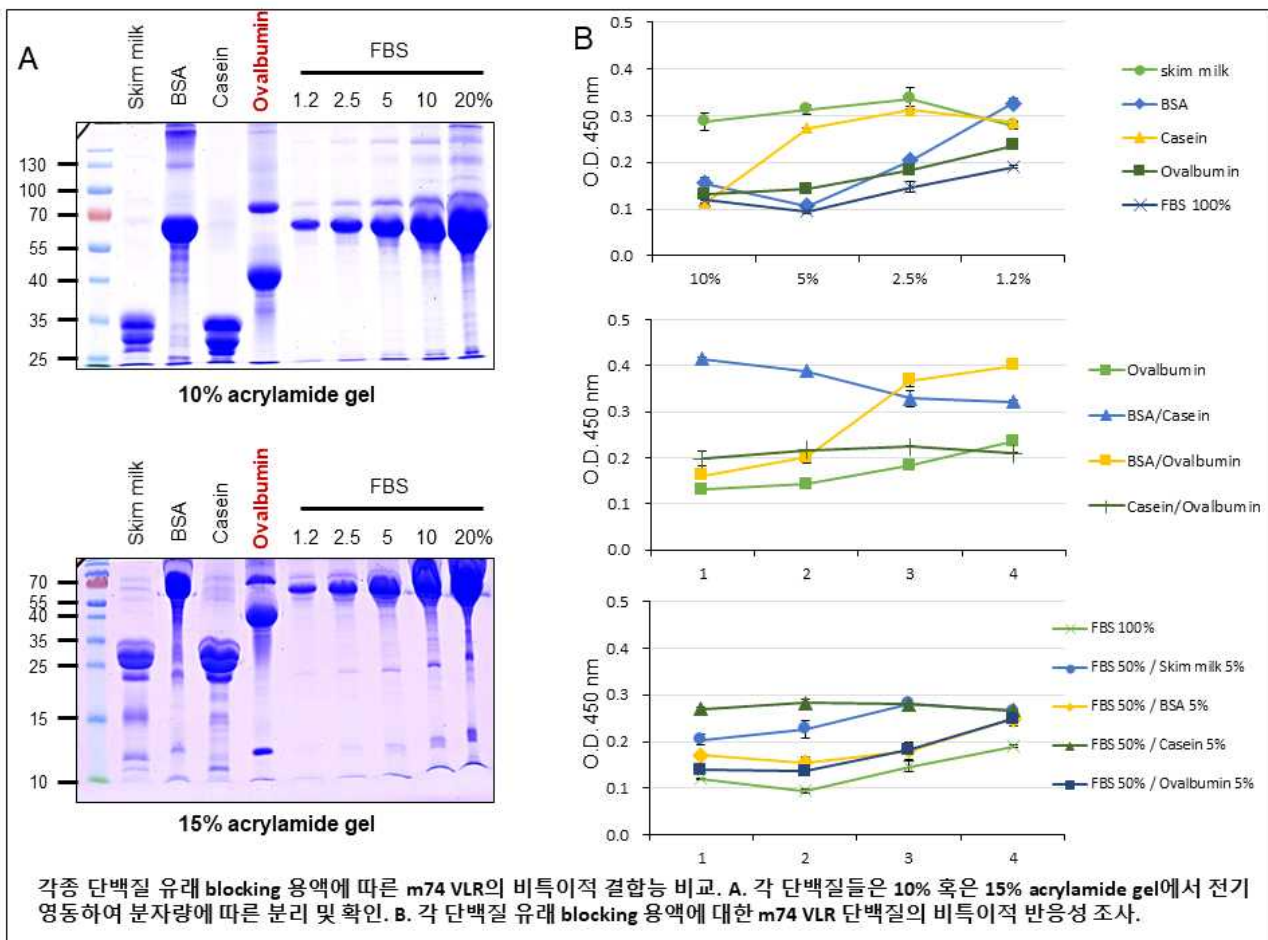 A
Skim milk
BSA
Casein
Ovalbumin
FBS
1.2 2.5 5 10 20%
130
100
70
55
40
35
25
10% acrylamide gel
Skim milk
BSA
Casein
Ovalbumin
FBS
1.2 2.5 5 10 20%
70
55
40
35
25
15
10
15% acrylamide gel
B
O.D. 450 nm
0.5
0.4
0.3
0.2
0.1
0.0
10% 5% 2.5% 1.2%
skim milk
BSA
Casein
Ovalbumin
FBS 100%
O.D. 450 nm
0.5
0.4
0.3
0.2
0.1
0.0
1 2 3 4
Ovalbumin
BSA/Casein
BSA/Ovalbumin
Casein/Ovalbumin
O.D. 450 nm
0.5
0.4
0.3
0.2
0.1
0.0
1 2 3 4
FBS 100%
FBS 50% / Skim milk 5%
FBS 50% / BSA 5%
FBS 50% / Casein 5%
FBS 50% / Ovalbumin 5%
각종 단백질 유래 blocking 용액에 따른 m74 VLR의 비특이적 결합능 비교. A. 각 단백질들은 10% 혹은 15% acrylamide gel에서 전기
영동하여 분자량에 따른 분리 및 확인. B. 각 단백질 유래 blocking 용액에 대한 m74 VLR 단백질의 비특이적 반응성 조사.